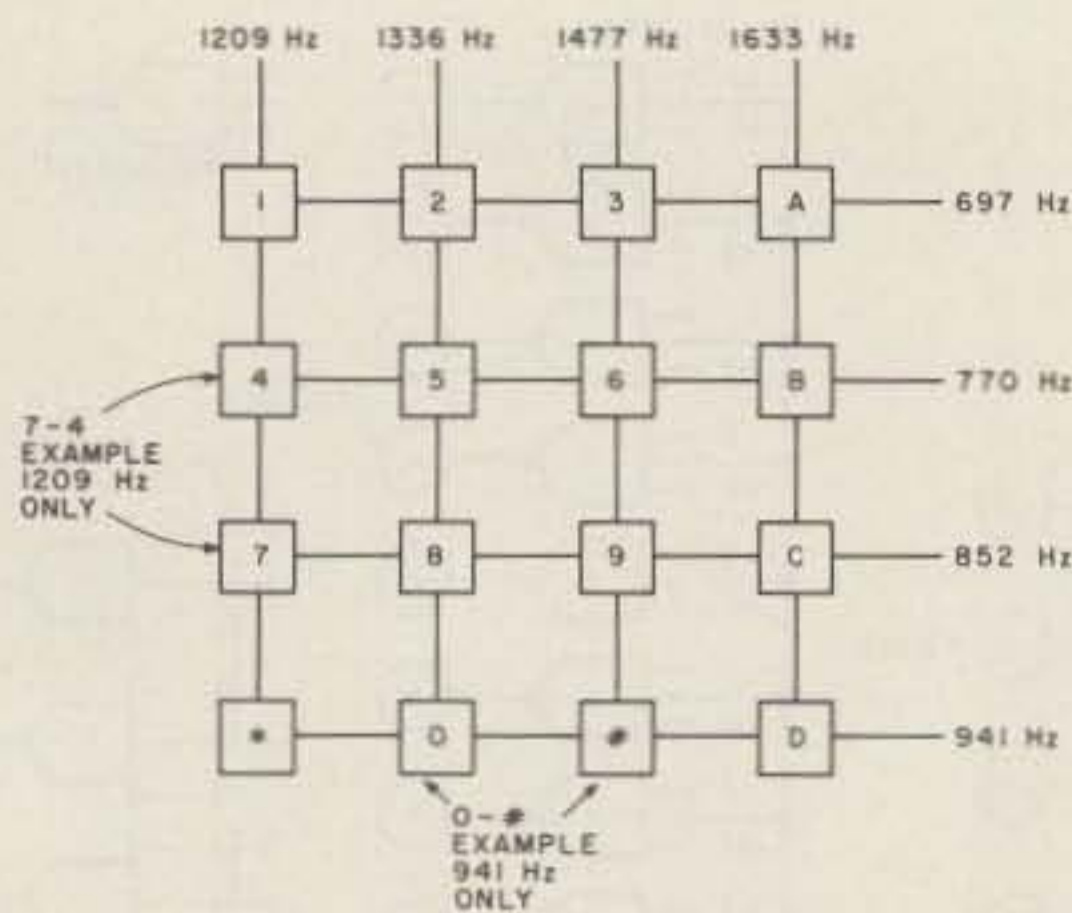 1209 Hz 1336 Hz 1477 Hz 1633 Hz
1 2 3 A 697 Hz
4 5 6 B 770 Hz
7-4
EXAMPLE
1209 Hz
ONLY
7 8 9 C 852 Hz
* 0 # D 941 Hz
0-#
EXAMPLE
941 Hz
ONLY